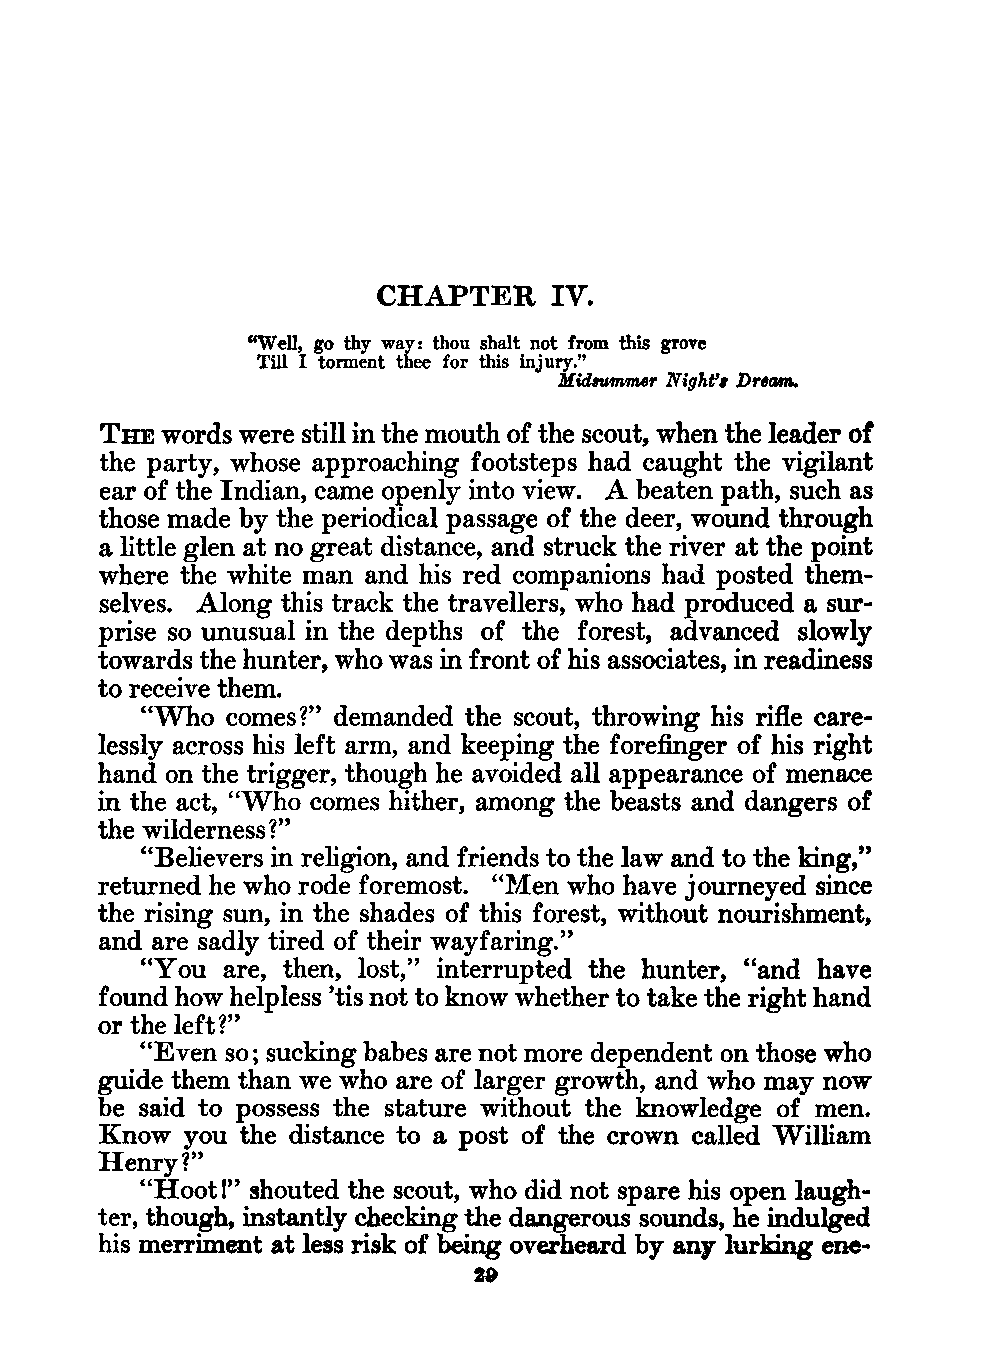 CHAPTER IV.
“Well, go thy way: thou shalt not from this grove
Till I torment thee for this injury.”
Midsummer Night’s Dream.
THE words were still in the mouth of the scout, when the leader of
the party, whose approaching footsteps had caught the vigilant
ear of the Indian, came openly into view. A beaten path, such as
those made by the periodical passage of the deer, wound through
a little glen at no great distance, and struck the river at the point
where the white man and his red companions had posted them-
selves. Along this track the travellers, who had produced a sur-
prise so unusual in the depths of the forest, advanced slowly
towards the hunter, who was in front of his associates, in readiness
to receive them.
“Who comes?” demanded the scout, throwing his rifle care-
lessly across his left arm, and keeping the forefinger of his right
hand on the trigger, though he avoided all appearance of menace
in the act, “Who comes hither, among the beasts and dangers of
the wilderness?”
“Believers in religion, and friends to the law and to the king,”
returned he who rode foremost. “Men who have journeyed since
the rising sun, in the shades of this forest, without nourishment,
and are sadly tired of their wayfaring.”
“You are, then, lost,” interrupted the hunter, “and have
found how helpless ’tis not to know whether to take the right hand
or the left?”
“Even so; sucking babes are not more dependent on those who
guide them than we who are of larger growth, and who may now
be said to possess the stature without the knowledge of men.
Know you the distance to a post of the crown called William
Henry?”
“Hoot!” shouted the scout, who did not spare his open laugh-
ter, though, instantly checking the dangerous sounds, he indulged
his merriment at less risk of being overheard by any lurking ene-
29